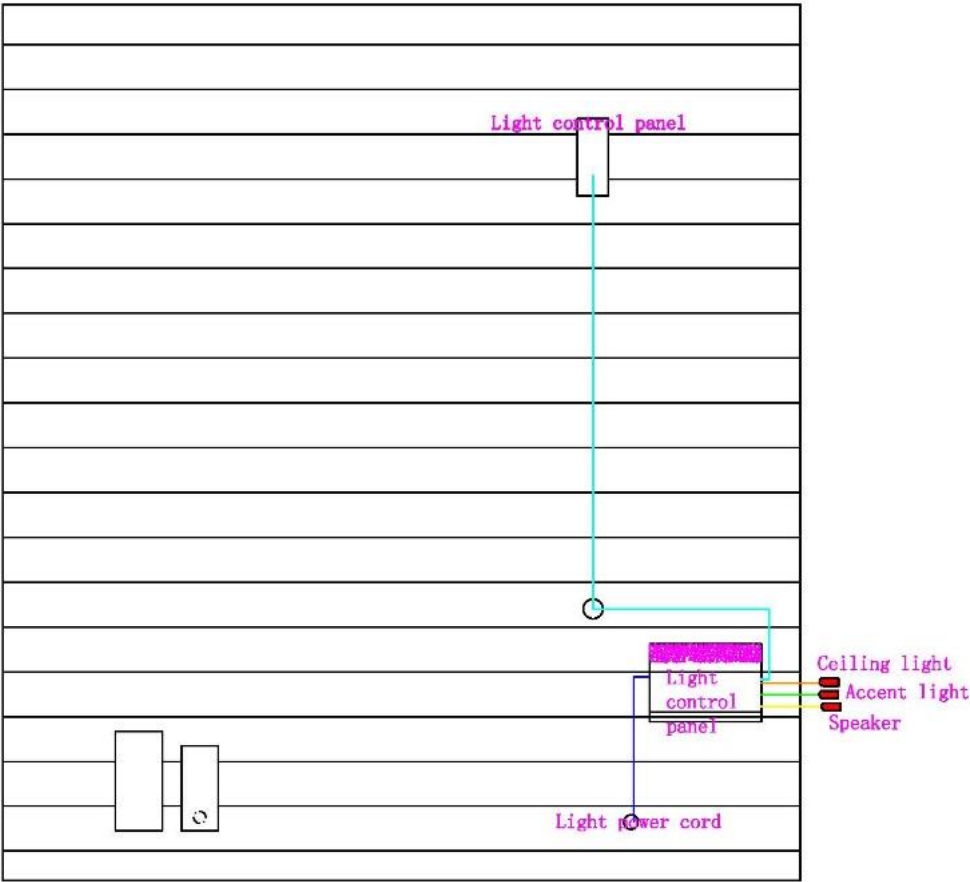 Light control panel
Light
control
panel
Ceiling light
Accent light
Speaker
Light power cord